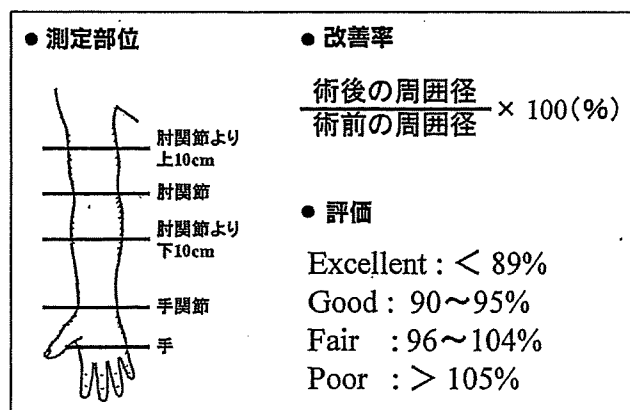 ● 測定部位
肘関節より
上10cm
肘関節
肘関節より
下10cm
手関節
手
● 改善率
術後の周囲径
術前の周囲径
× 100(%)
● 評価
Excellent : < 89%
Good : 90~95%
Fair : 96~104%
Poor : > 105%